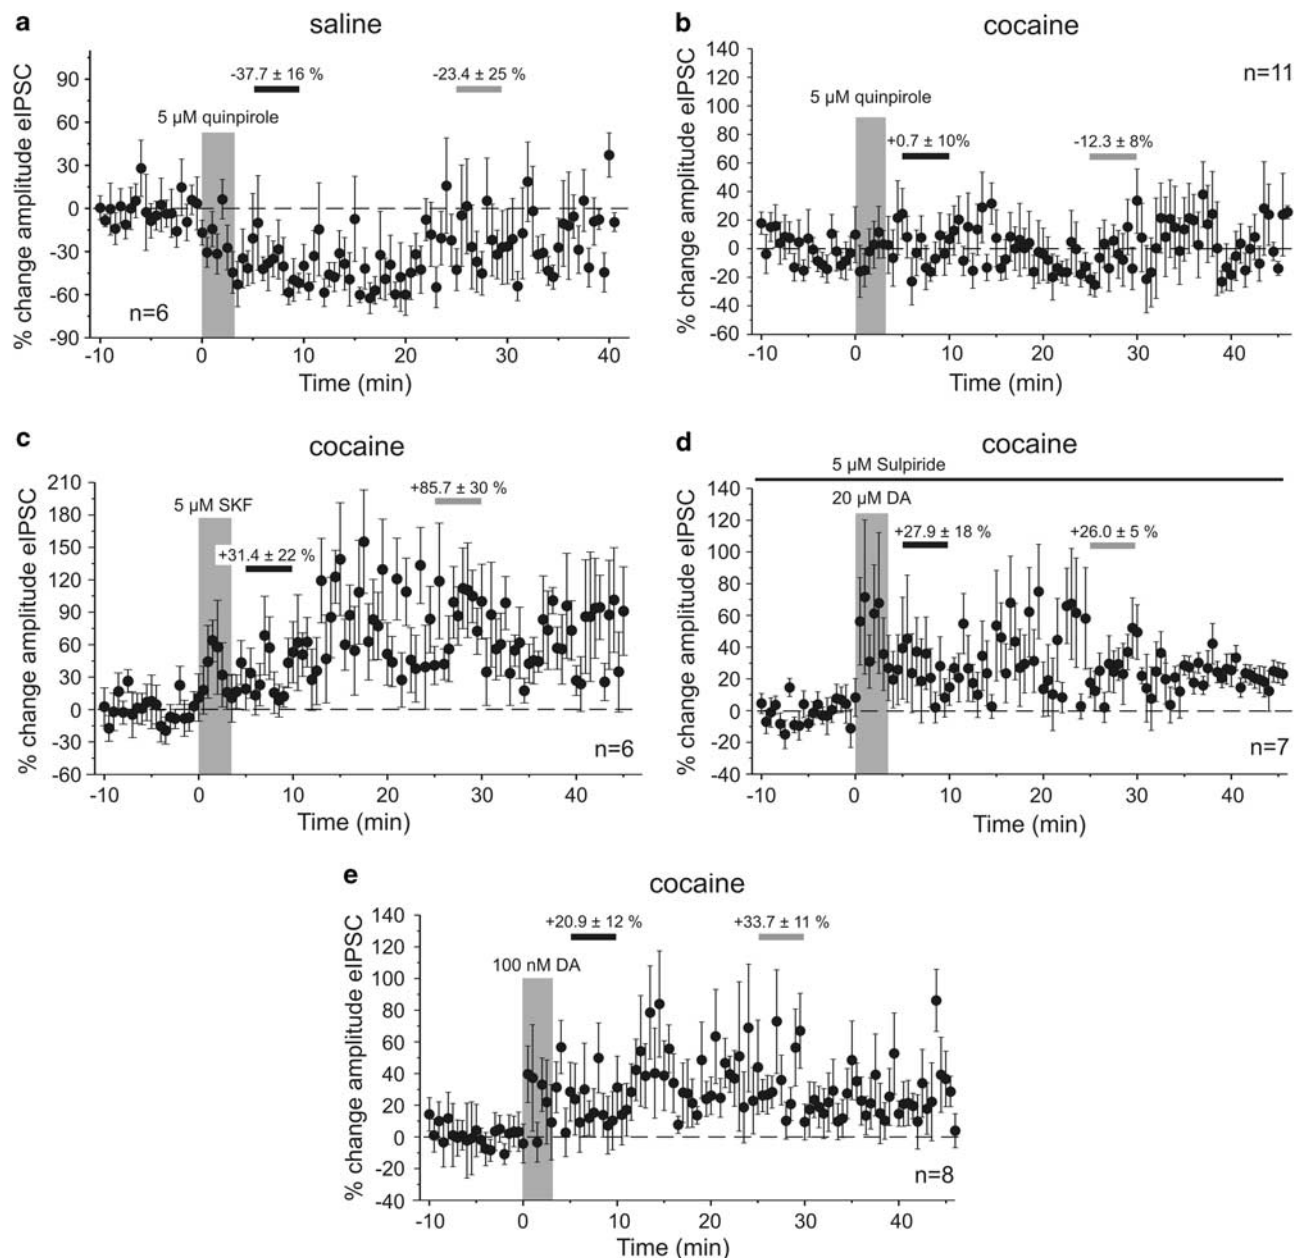 a
saline
% change amplitude eIPSC
90
60
30
0
-30
-60
-90
-37.7 ± 16 %
-23.4 ± 25 %
5 µM quinpirole
n=6
-10 0 10 20 30 40
Time (min)
b
cocaine
% change amplitude eIPSC
140
120
100
80
60
40
20
0
-20
-40
-60
n=11
5 µM quinpirole
+0.7 ± 10%
-12.3 ± 8%
-10 0 10 20 30 40
Time (min)
c
cocaine
% change amplitude eIPSC
210
180
150
120
90
60
30
0
-30
-60
+85.7 ± 30 %
5 µM SKF
+31.4 ± 22 %
n=6
-10 0 10 20 30 40
Time (min)
d
cocaine
5 µM Sulpiride
% change amplitude eIPSC
140
120
100
80
60
40
20
0
-20
-40
20 µM DA
+27.9 ± 18 %
+26.0 ± 5 %
n=7
-10 0 10 20 30 40
Time (min)
e
cocaine
% change amplitude eIPSC
140
120
100
80
60
40
20
0
-20
-40
+20.9 ± 12 %
+33.7 ± 11 %
100 nM DA
n=8
-10 0 10 20 30 40
Time (min)